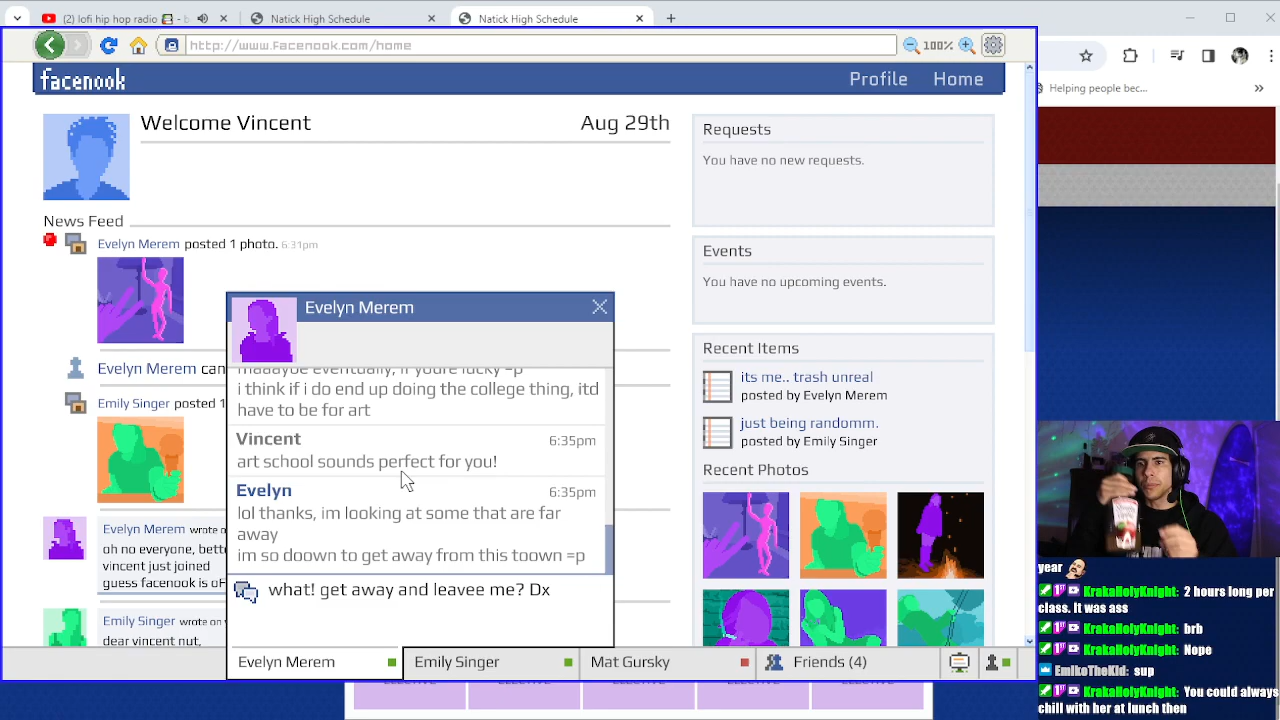 (2) lofi hip hop radio
Natick High Schedule
Natick High Schedule
http://www.facenook.com/home
100%
Helping people bec...
facenook
Profile
Home
Welcome Vincent
Aug 29th
News Feed
Evelyn Merem posted 1 photo. 6:31pm
Evelyn Merem can
Emily Singer posted 1
Evelyn Merem wrote o
oh no everyone, bette
vincent just joined
guess facenook is oF
Emily Singer wrote on
dear vincent nut,
Evelyn Merem
i think if i do end up doing the college thing, itd
have to be for art
Vincent
6:35pm
art school sounds perfect for you!
Evelyn
6:35pm
lol thanks, im looking at some that are far
away
im so doown to get away from this toown =p
what! get away and leavee me? Dx
Requests
You have no new requests.
Events
You have no upcoming events.
Recent Items
its me.. trash unreal
posted by Evelyn Merem
just being randomm.
posted by Emily Singer
Recent Photos
Evelyn Merem
Emily Singer
Mat Gursky
Friends (4)
year
KrakaHolyKnight: 2 hours long per
class. It was ass
KrakaHolyKnight: brb
KrakaHolyKnight: Nope
EmikoTheKid: sup
KrakaHolyKnight: You could always
chill with her at lunch then